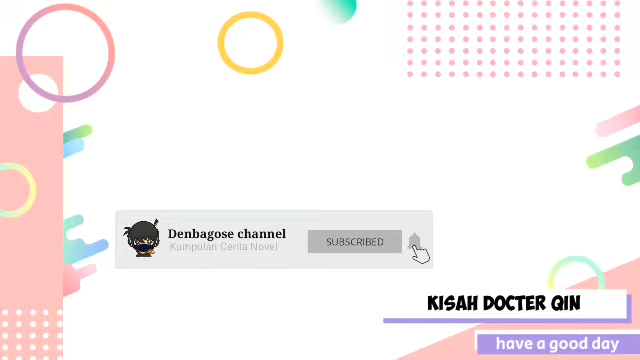 Denbagose channel
Kumpulan Cerita Novel
SUBSCRIBED
KISAH DOCTER QIN
have a good day